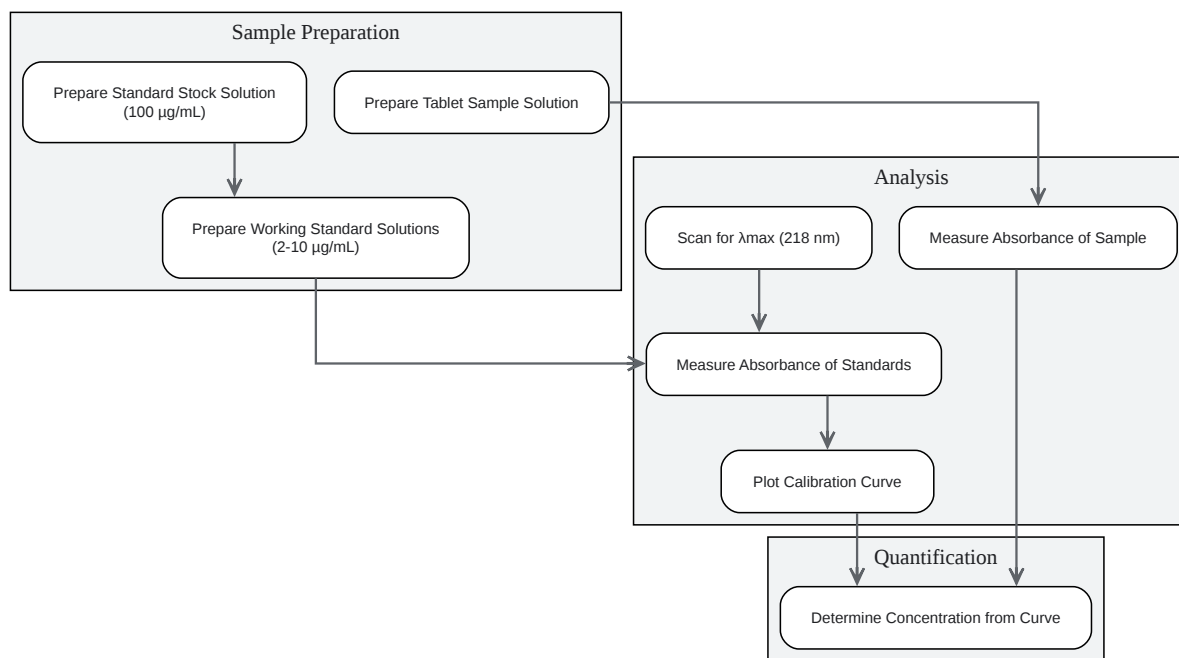 Sample Preparation
Prepare Standard Stock Solution
(100 µg/mL)
Prepare Tablet Sample Solution
Prepare Working Standard Solutions
(2-10 µg/mL)
Analysis
Scan for λmax (218 nm)
Measure Absorbance of Sample
Measure Absorbance of Standards
Plot Calibration Curve
Quantification
Determine Concentration from Curve